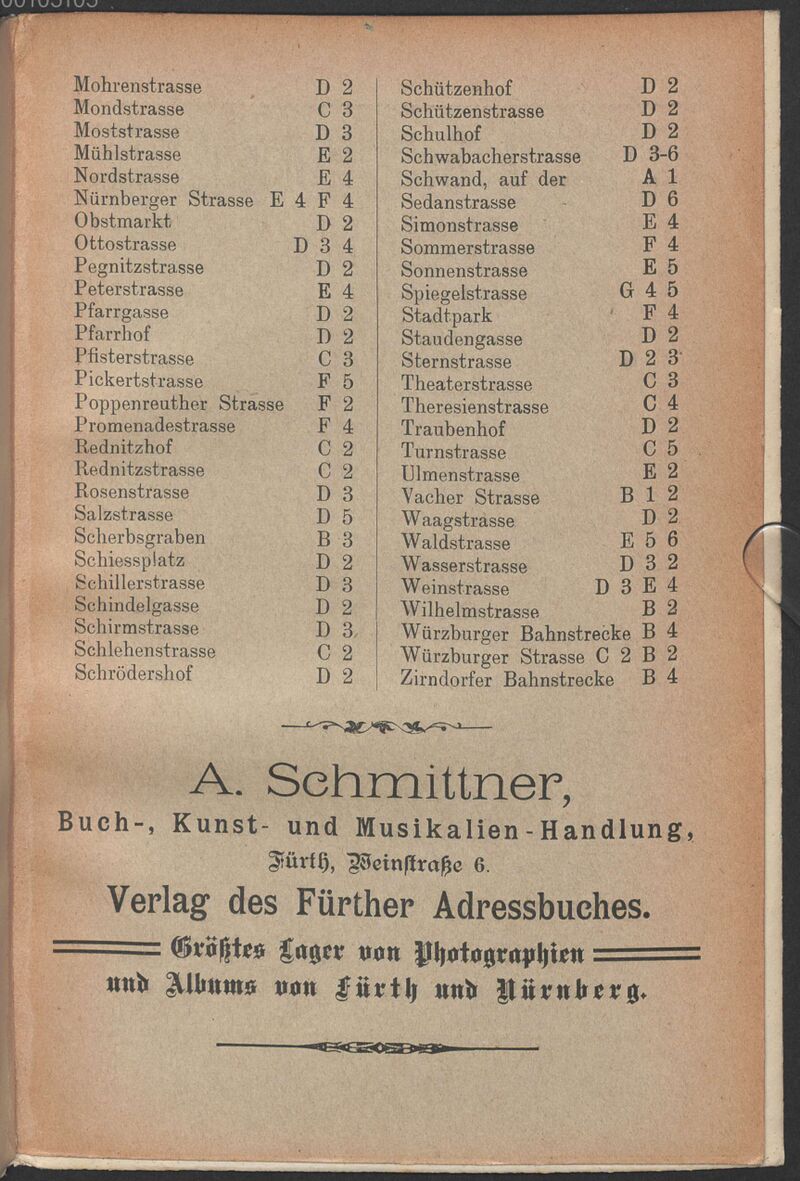 Mohrenstrasse D 2
Mondstrasse C 3
Moststrasse D 3
Mühlstrasse E 2
Nordstrasse E 4
Nürnberger Strasse E 4 F 4
Obstmarkt D 2
Ottostrasse D 3 4
Pegnitzstrasse D 2
Peterstrasse E 4
Pfarrgasse D 2
Pfarrhof D 2
Pfisterstrasse C 3
Pickertstrasse F 5
Poppenreuther Strasse F 2
Promenadestrasse F 4
Rednitzhof C 2
Rednitzstrasse C 2
Rosenstrasse D 3
Salzstrasse D 5
Scherbsgraben B 3
Schiessplatz D 2
Schillerstrasse D 3
Schindelgasse D 2
Schirmstrasse D 3
Schlehenstrasse C 2
Schrödershof D 2
Schützenhof D 2
Schützenstrasse D 2
Schulhof D 2
Schwabacherstrasse D 3-6
Schwand, auf der A 1
Sedanstrasse D 6
Simonstrasse E 4
Sommerstrasse F 4
Sonnenstrasse E 5
Spiegelstrasse G 4 5
Stadtpark F 4
Staudengasse D 2
Sternstrasse D 2 3
Theaterstrasse C 3
Theresienstrasse C 4
Traubenhof D 2
Turnstrasse C 5
Ulmenstrasse E 2
Vacher Strasse B 1 2
Waagstrasse D 2
Waldstrasse E 5 6
Wasserstrasse D 3 2
Weinstrasse D 3 E 4
Wilhelmstrasse B 2
Würzburger Bahnstrecke B 4
Würzburger Strasse C 2 B 2
Zirndorfer Bahnstrecke B 4
A. Schmittner,
Buch-, Kunst- und Musikalien-Handlung,
Fürth, Weinstraße 6.
Verlag des Fürther Adressbuches.
Größtes Lager von Photographien
und Albums von Fürth und Nürnberg.